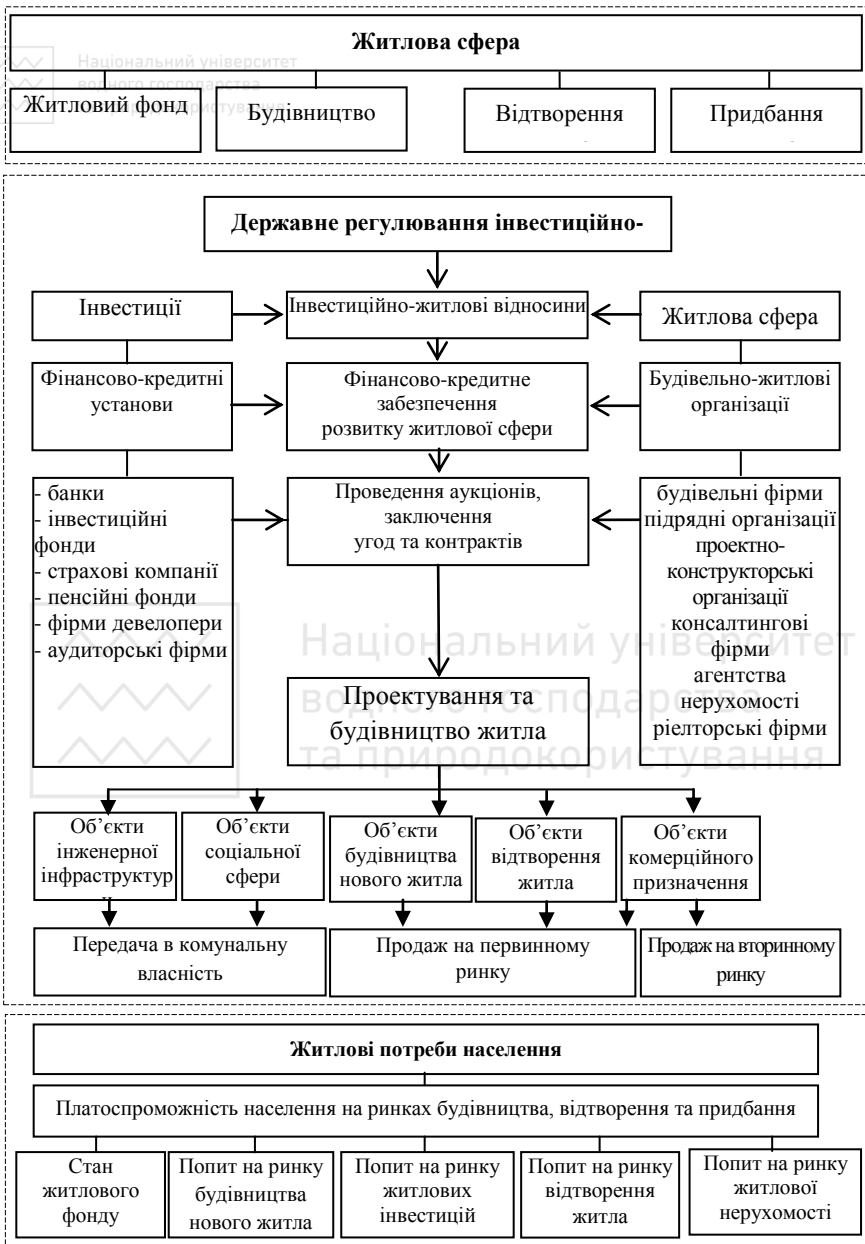 Житлова сфера
Національний університет
водного господарства
Житловий фонд
Будівництво
Відтворення
Придбання
Державне регулювання інвестиційно-
Інвестиції
Інвестиційно-житлові відносини
Житлова сфера
Фінансово-кредитні
установи
Фінансово-кредитне
забезпечення
розвитку житлової сфери
Будівельно-житлові
організації
- банки
- інвестиційні
фонди
- страхові компанії
- пенсійні фонди
- фірми девелопери
- аудиторські фірми
Проведення аукціонів,
заключення
угод та контрактів
будівельні фірми
підрядні організації
проектно-
конструкторські
організації
консалтингові
фірми
агентства
нерухомості
ріелторські фірми
Національний університет
водного господарства
та природокористування
Проектування та
будівництво житла
Об’єкти
інженерної
інфраструктур
Об’єкти
соціальної
сфери
Об’єкти
будівництва
нового житла
Об’єкти
відтворення
житла
Об’єкти
комерційного
призначення
Передача в комунальну
власність
Продаж на первинному
ринку
Продаж на вторинному
ринку
Житлові потреби населення
Платоспроможність населення на ринках будівництва, відтворення та придбання
Стан
житлового
фонду
Попит на ринку
будівництва
нового житла
Попит на ринку
житлових
інвестицій
Попит на ринку
відтворення
житла
Попит на ринку
житлової
нерухомості